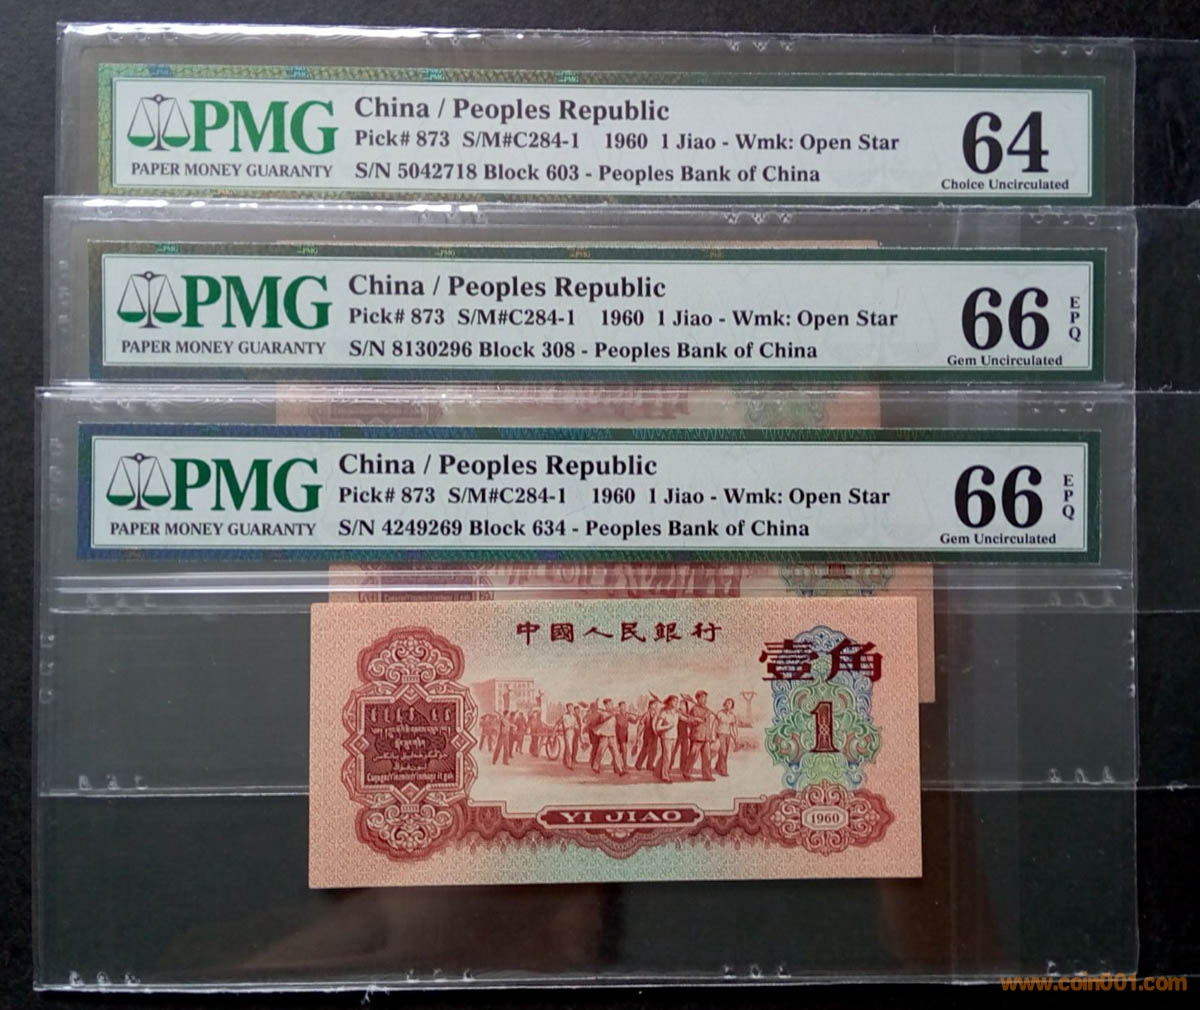 PMG
PAPER MONEY GUARANTY
China / Peoples Republic
Pick# 873 S/M#C284-1 1960 1 Jiao - Wmk: Open Star
S/N 5042718 Block 603 - Peoples Bank of China
64
Choice Uncirculated
PMG
PAPER MONEY GUARANTY
China / Peoples Republic
Pick# 873 S/M#C284-1 1960 1 Jiao - Wmk: Open Star
S/N 8130296 Block 308 - Peoples Bank of China
66
EPQ
Gem Uncirculated
PMG
PAPER MONEY GUARANTY
China / Peoples Republic
Pick# 873 S/M#C284-1 1960 1 Jiao - Wmk: Open Star
S/N 4249269 Block 634 - Peoples Bank of China
66
EPQ
Gem Uncirculated
中國人民銀行
壹角
1
YI JIAO
1960
www.coin001.com